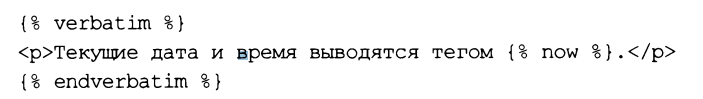 {% verbatim %}
<p>Текущие дата и время выводятся тегом {% now %}.</p>
{% endverbatim %}